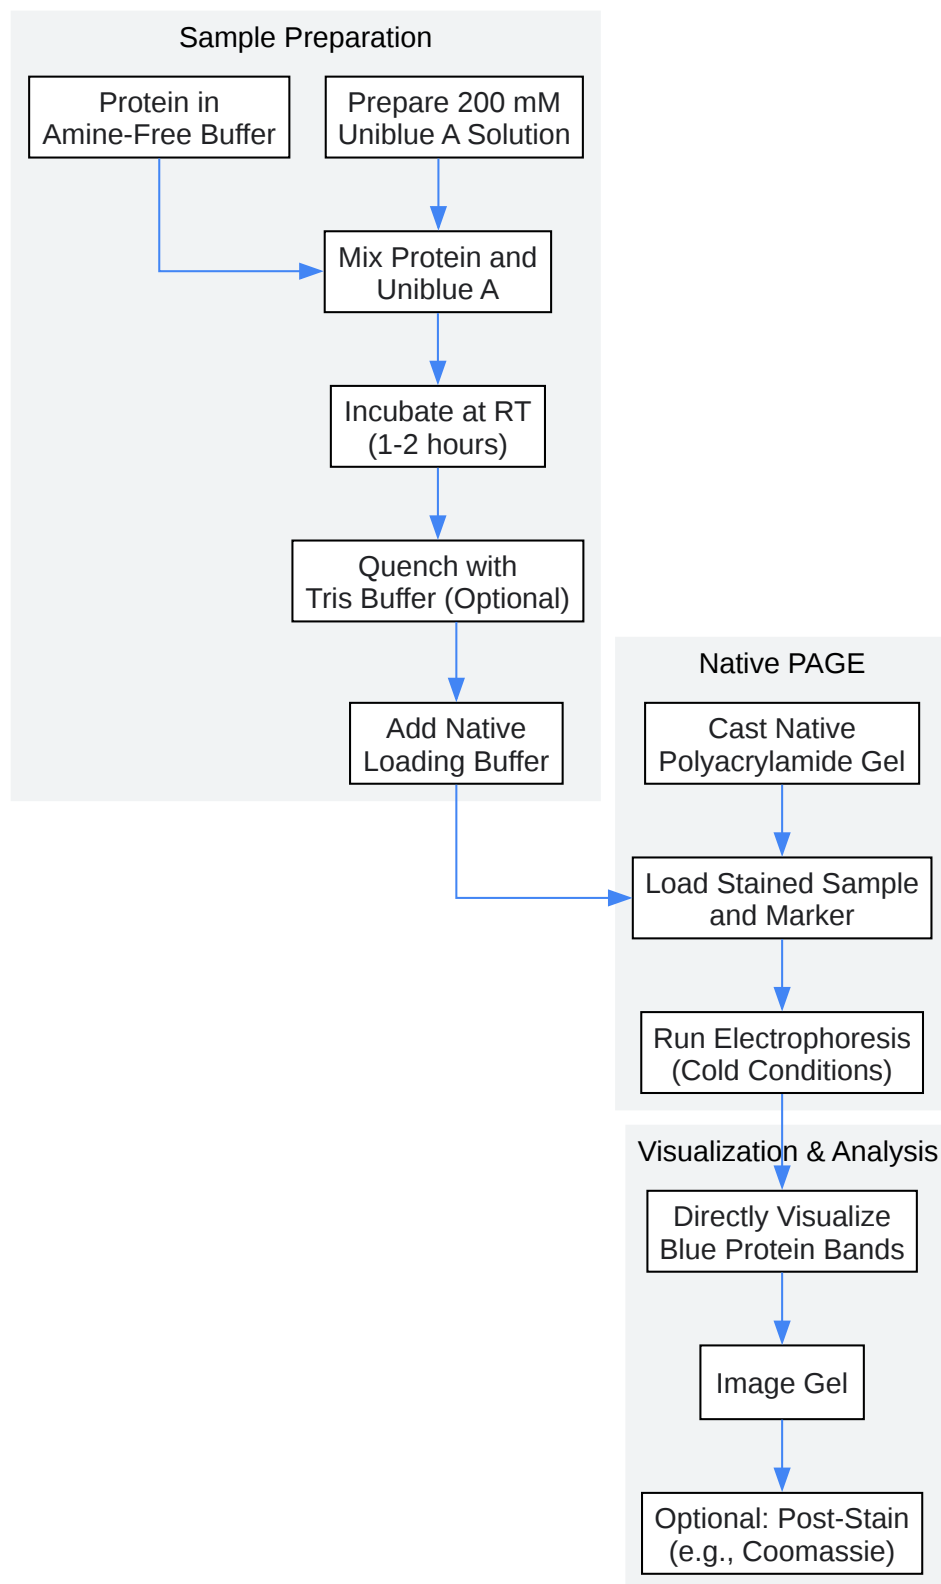 Sample Preparation
Protein in
Amine-Free Buffer
Prepare 200 mM
Uniblue A Solution
Mix Protein and
Uniblue A
Incubate at RT
(1-2 hours)
Quench with
Tris Buffer (Optional)
Add Native
Loading Buffer
Native PAGE
Cast Native
Polyacrylamide Gel
Load Stained Sample
and Marker
Run Electrophoresis
(Cold Conditions)
Visualization & Analysis
Directly Visualize
Blue Protein Bands
Image Gel
Optional: Post-Stain
(e.g., Coomassie)